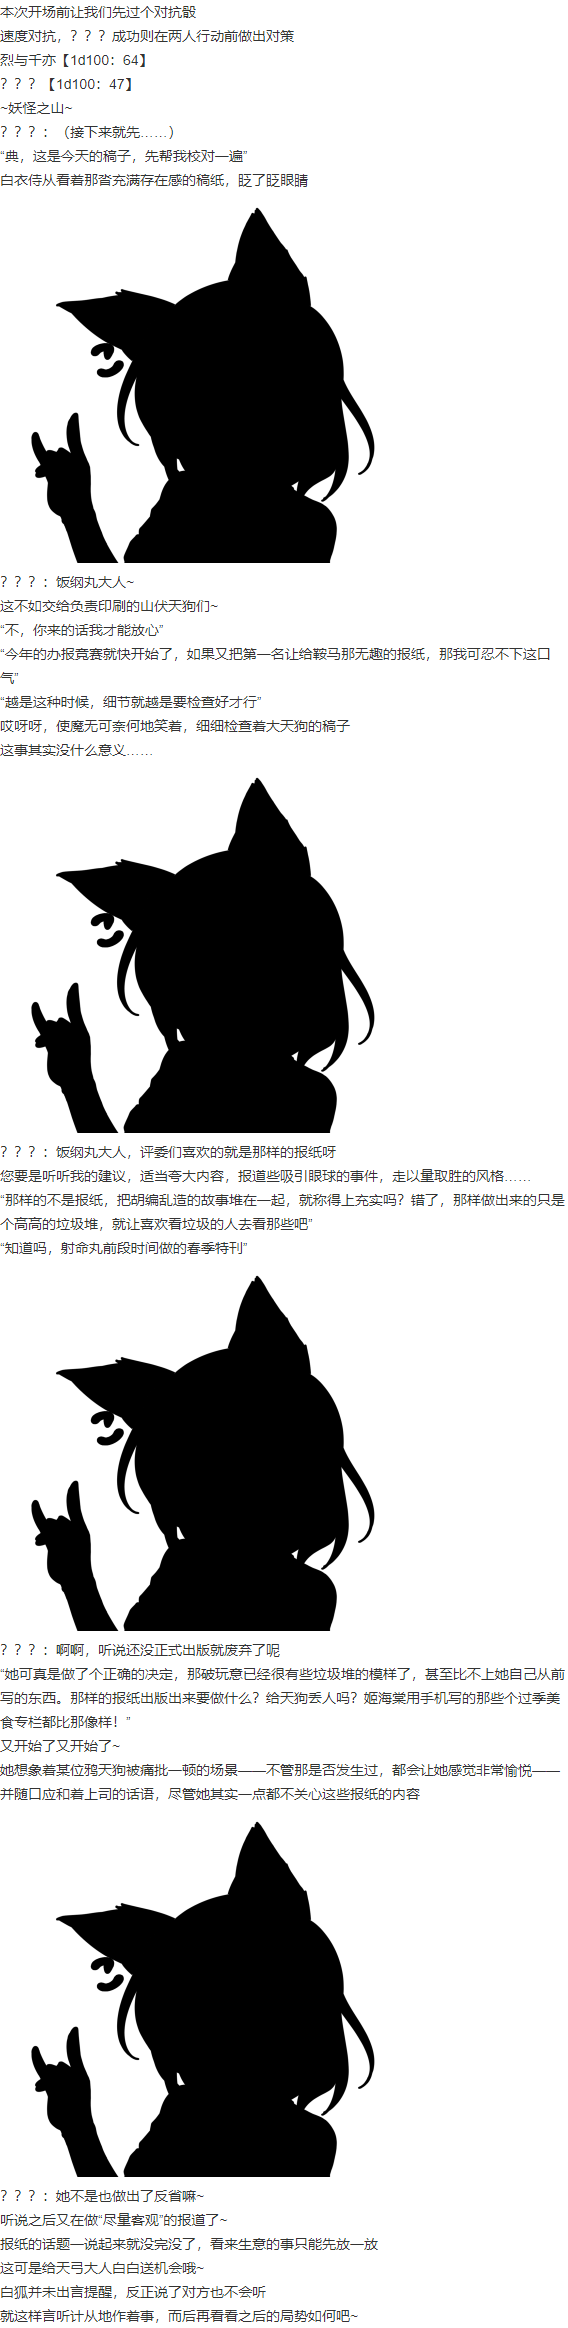 本次开场前让我们先过个对抗骰
速度对抗，？？？成功则在两人行动前做出对策
烈与千亦【1d100：64】
？？？【1d100：47】
~妖怪之山~
？？？：（接下来就先……）
“典，这是今天的稿子，先帮我校对一遍”
白衣侍从看着那沓充满存在感的稿纸，眨了眨眼睛
？？？：饭纲丸大人~
这不如交给负责印刷的山伏天狗们~
“不，你来的话我才能放心”
“今年的办报竞赛就快开始了，如果又把第一名让给鞍马那无趣的报纸，那我可忍不下这口
气”
“越是这种时候，细节就越是要检查好才行”
哎呀呀，使魔无可奈何地笑着，细细检查着大天狗的稿子
这事其实没什么意义……
？？？：饭纲丸大人，评委们喜欢的就是那样的报纸呀
您要是听听我的建议，适当夸大内容，报道些吸引眼球的事件，走以量取胜的风格……
“那样的不是报纸，把胡编乱造的故事堆在一起，就称得上充实吗？错了，那样做出来的只是
个高高的垃圾堆，就让喜欢看垃圾的人去看那些吧”
“知道吗，射命丸前段时间做的春季特刊”
？？？：啊啊，听说还没正式出版就废弃了呢
“她可真是做了个正确的决定，那破玩意已经很有些垃圾堆的模样了，甚至比不上她自己从前
写的东西。那样的报纸出版出来要做什么？给天狗丢人吗？姬海棠用手机写的那些个过季美
食专栏都比那像样！”
又开始了又开始了~
她想象着某位鸦天狗被痛批一顿的场景——不管那是否发生过，都会让她感觉非常愉悦——
并随口应和着上司的话语，尽管她其实一点都不关心这些报纸的内容
？？？：她不是也做出了反省嘛~
听说之后又在做“尽量客观”的报道了~
报纸的话题一说起来就没完没了，看来生意的事只能先放一放
这可是给天弓大人白白送机会哦~
白狐并未出言提醒，反正说了对方也不会听
就这样言听计从地作着事，而后再看看之后的局势如何吧~